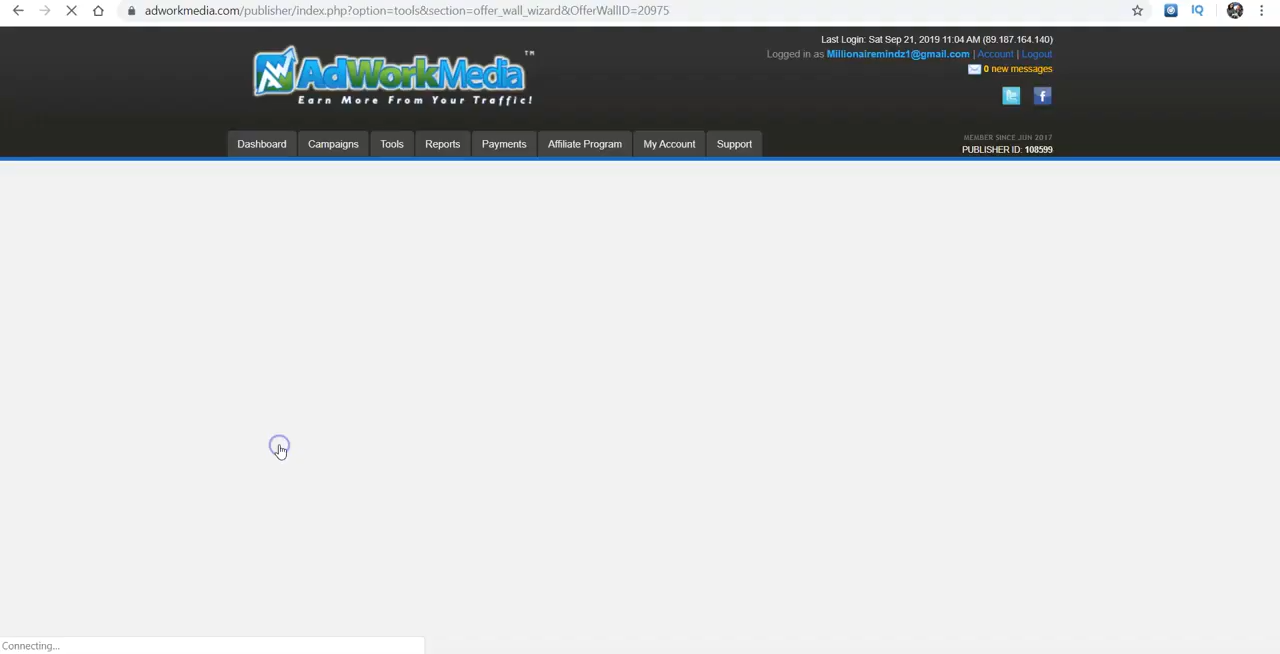 adworkmedia.com/publisher/index.php?option=tools&section=offer_wall_wizard&OfferWallID=20975
IQ
Last Login: Sat Sep 21, 2019 11:04 AM (89.187.164.140)
Logged in as Millionairemindz1@gmail.com | Account | Logout
0 new messages
AdWorkMedia™
Earn More From Your Traffic!
Dashboard Campaigns Tools Reports Payments Affiliate Program My Account Support
MEMBER SINCE JUN 2017
PUBLISHER ID: 108599
Connecting...